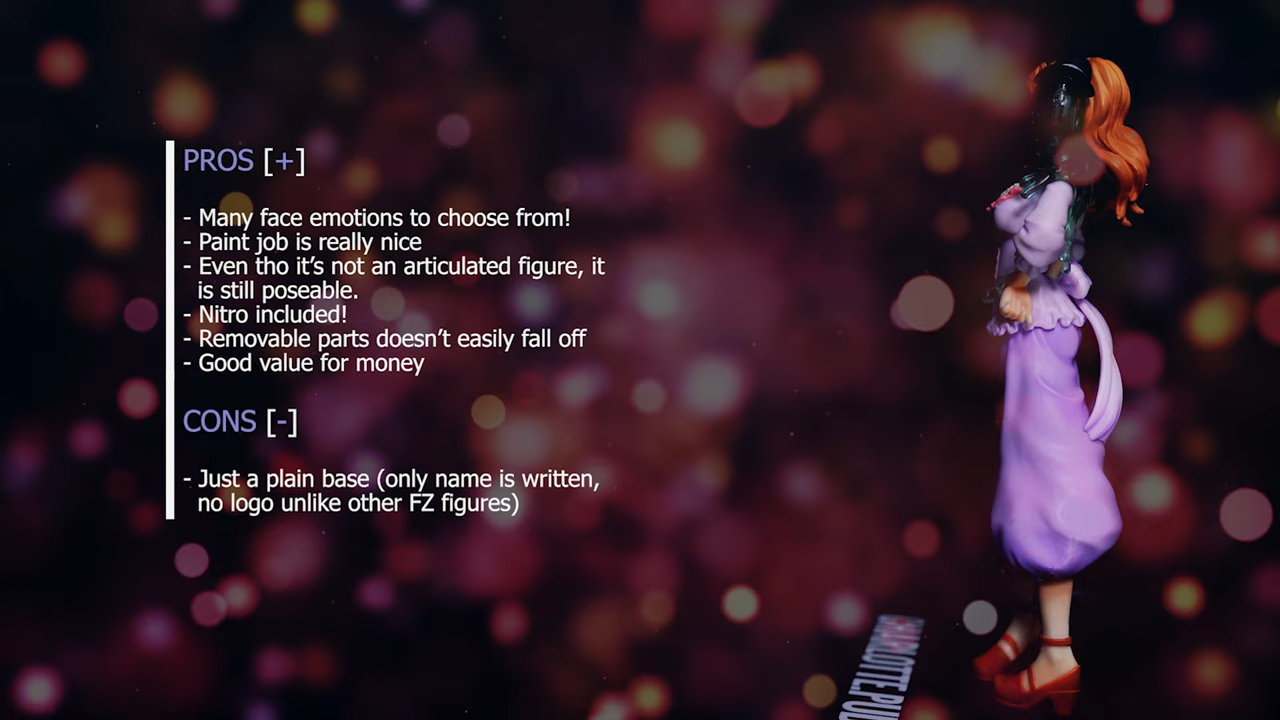 PROS [+]
- Many face emotions to choose from!
- Paint job is really nice
- Even tho it’s not an articulated figure, it
is still poseable.
- Nitro included!
- Removable parts doesn’t easily fall off
- Good value for money
CONS [-]
- Just a plain base (only name is written,
no logo unlike other FZ figures)